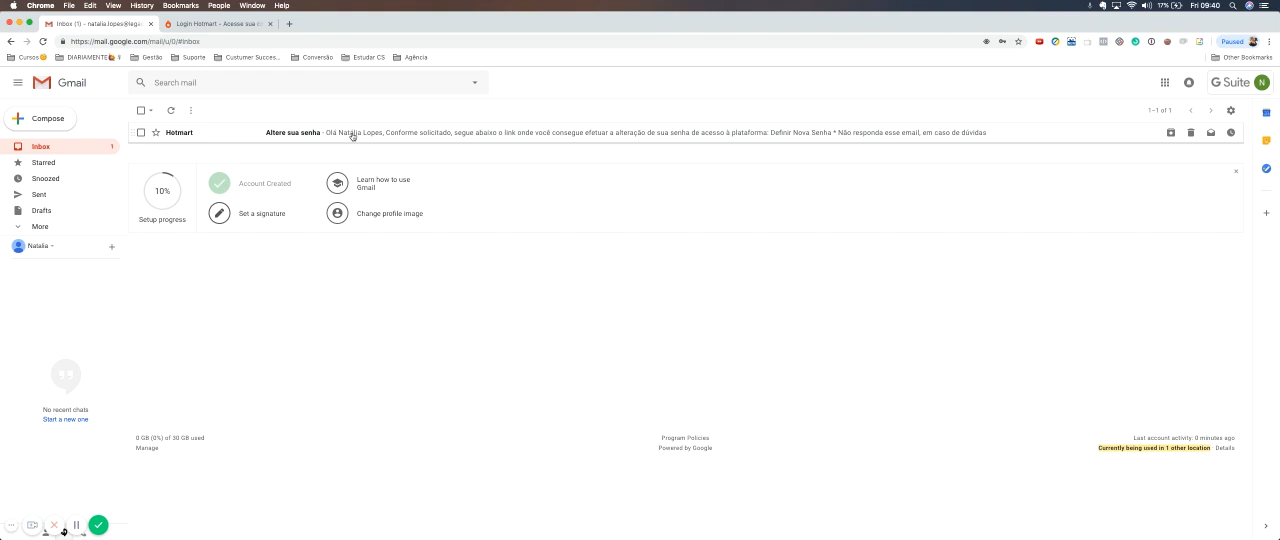 Chrome File Edit View History Bookmarks People Window Help 17% Fri 09:40
Inbox (1) - natalia.lopes@lega Login Hotmart - Acesse sua c
https://mail.google.com/mail/u/0/#inbox Paused
Cursos DIARIAMENTE Gestão Suporte Custumer Succes... Conversão Estudar CS Agência Other Bookmarks
Gmail Search mail G Suite N
Compose 1–1 of 1
Hotmart Altere sua senha - Olá Natália Lopes, Conforme solicitado, segue abaixo o link onde você consegue efetuar a alteração de sua senha de acesso à plataforma: Definir Nova Senha * Não responda esse email, em caso de dúvidas
Inbox 1
Starred
Snoozed
Sent
Drafts
More
Natalia
10%
Setup progress
Account Created
Learn how to use
Gmail
Set a signature
Change profile image
No recent chats
Start a new one
0 GB (0%) of 30 GB used
Manage
Program Policies
Powered by Google
Last account activity: 0 minutes ago
Currently being used in 1 other location Details